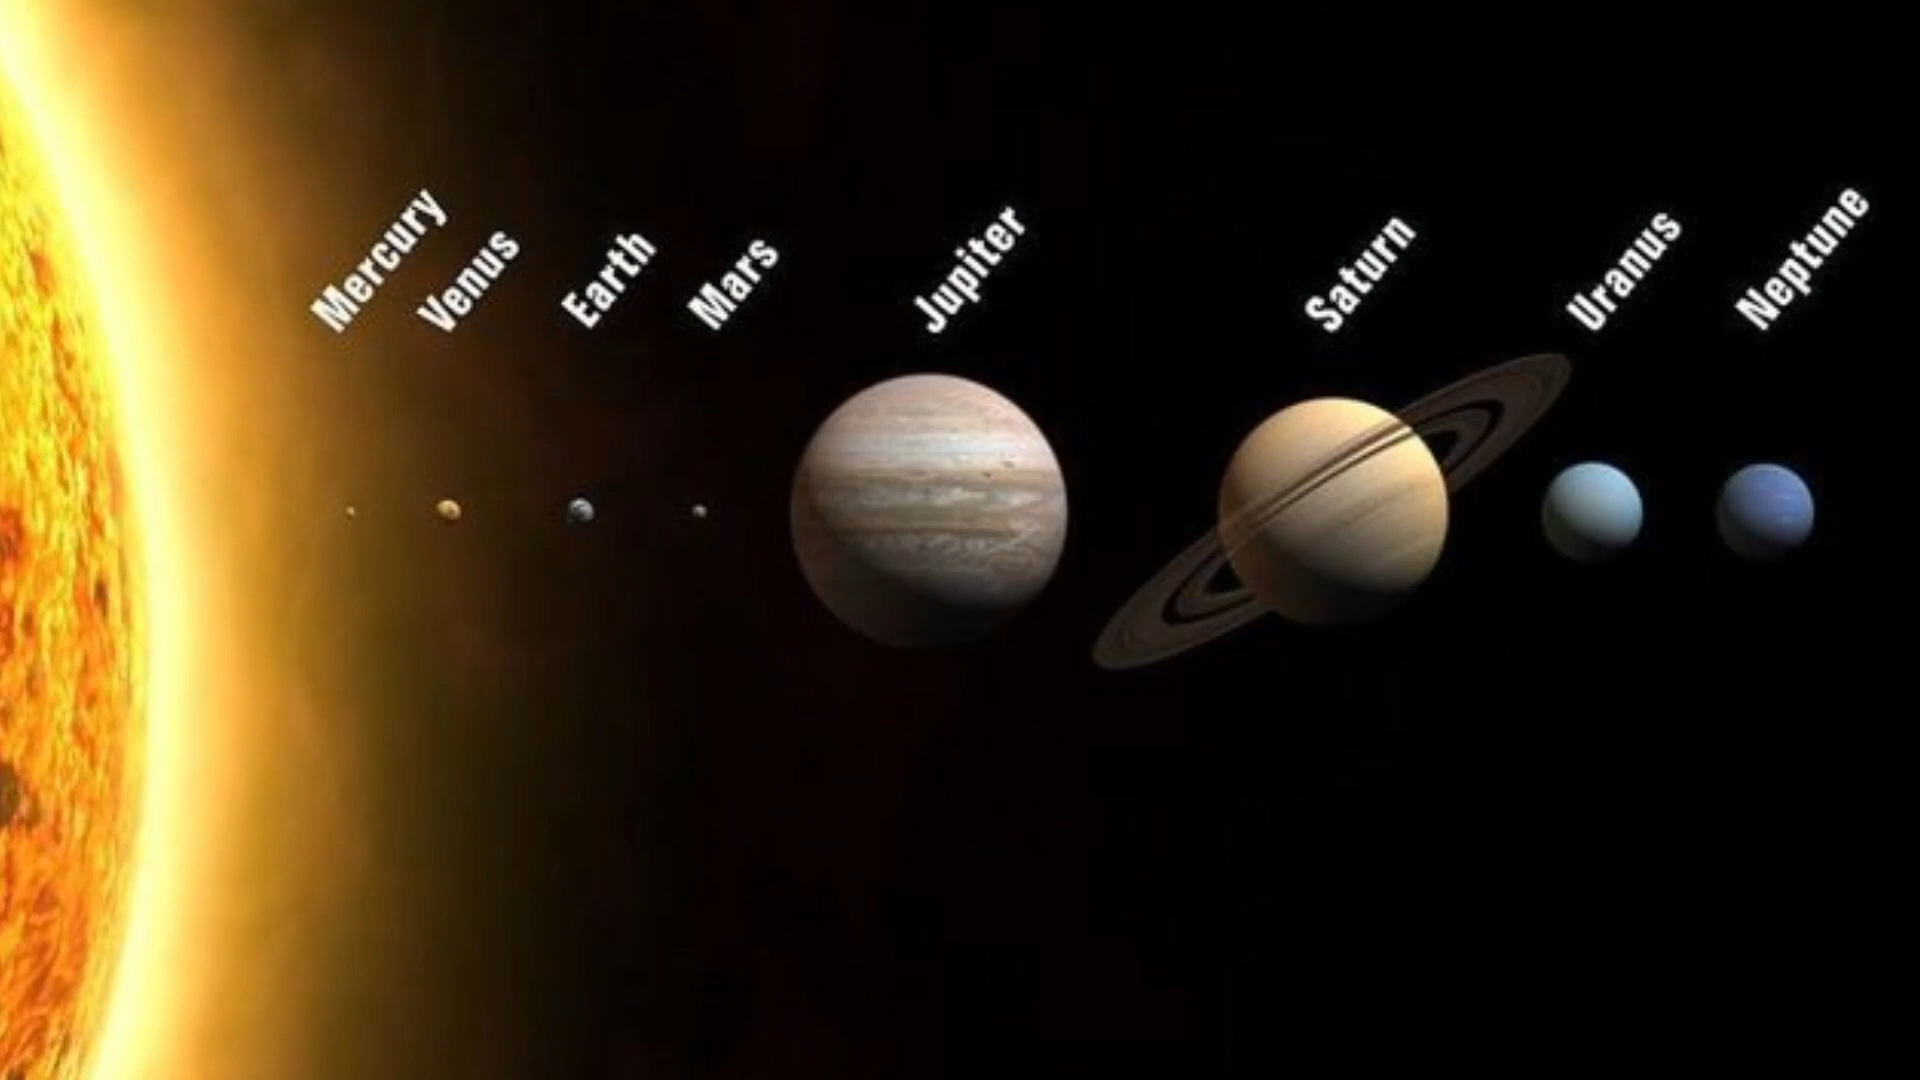 Mercury
Venus
Earth
Mars
Jupiter
Saturn
Uranus
Neptune